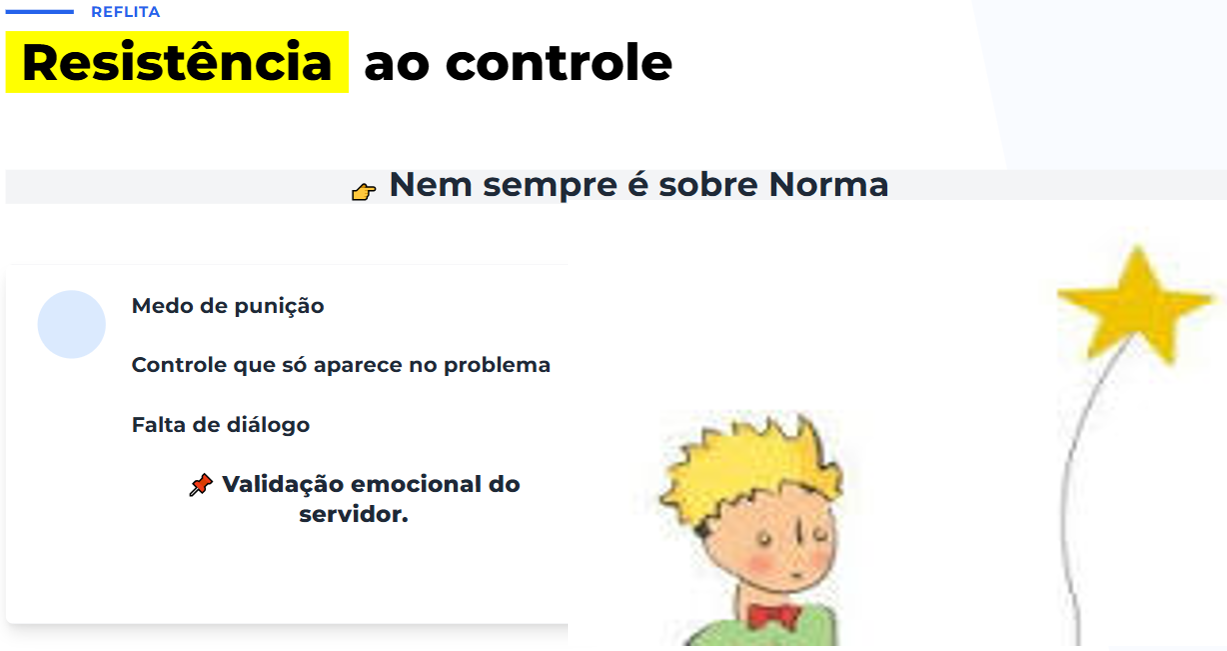 REFLITA
Resistência ao controle
👉 Nem sempre é sobre Norma
Medo de punição
Controle que só aparece no problema
Falta de diálogo
📌 Validação emocional do
servidor.